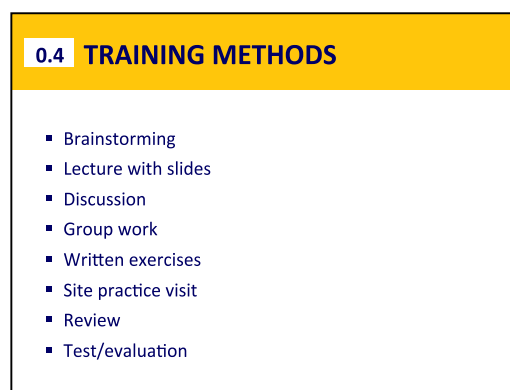 0.4 TRAINING METHODS
▪ Brainstorming
▪ Lecture with slides
▪ Discussion
▪ Group work
▪ Written exercises
▪ Site practice visit
▪ Review
▪ Test/evaluation